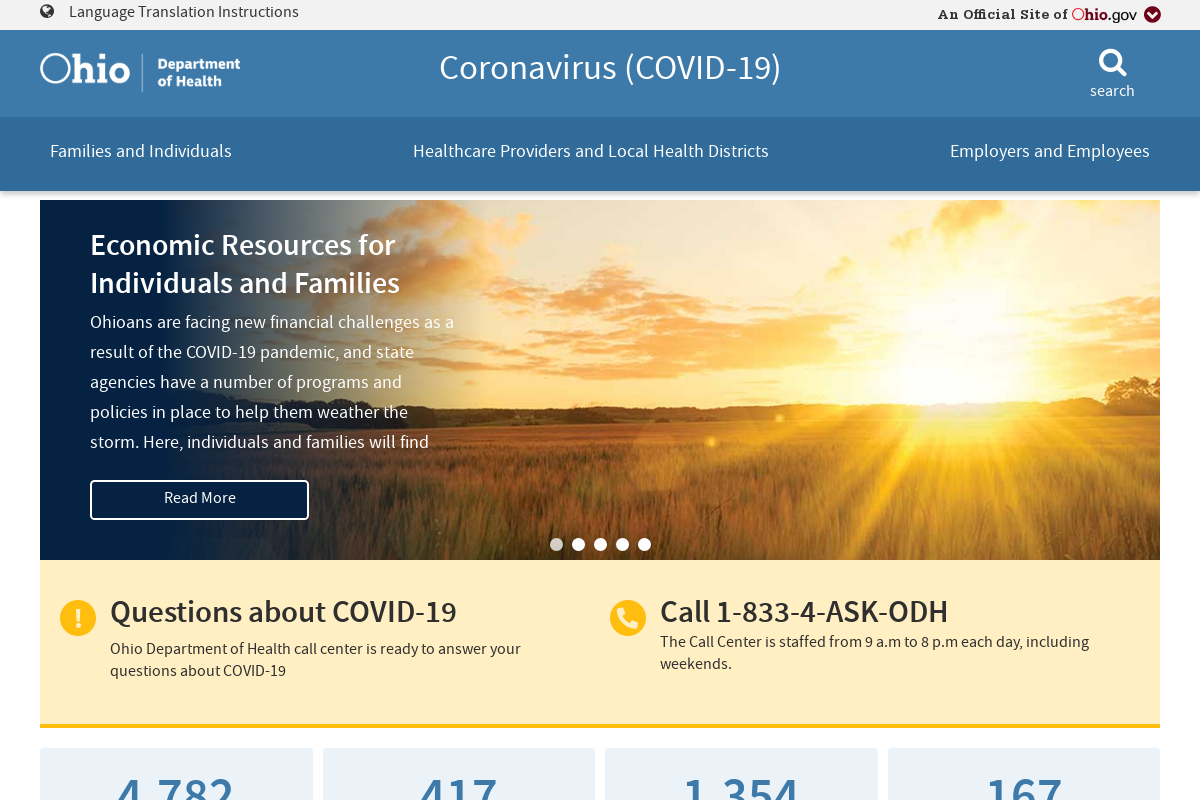 Language Translation Instructions
An Official Site of Ohio.gov
Ohio Department of Health
Coronavirus (COVID-19)
search
Families and Individuals
Healthcare Providers and Local Health Districts
Employers and Employees
Economic Resources for
Individuals and Families
Ohioans are facing new financial challenges as a
result of the COVID-19 pandemic, and state
agencies have a number of programs and
policies in place to help them weather the
storm. Here, individuals and families will find
Read More
Questions about COVID-19
Ohio Department of Health call center is ready to answer your
questions about COVID-19
Call 1-833-4-ASK-ODH
The Call Center is staffed from 9 a.m to 8 p.m each day, including
weekends.
4,782
417
1,354
167